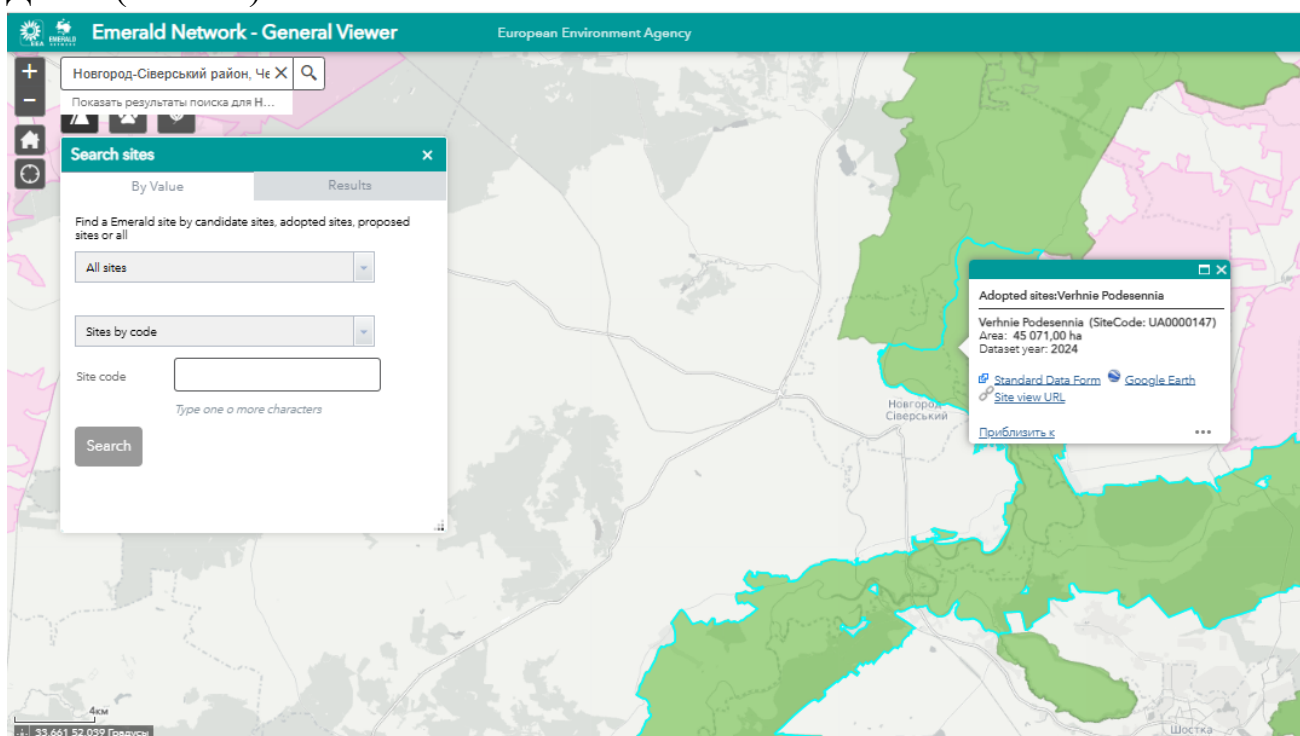 Emerald Network - General Viewer
European Environment Agency
EEA
EMERALD
NETWORK
+
Новгород-Сіверський район, Че
−
Показать результаты поиска для Н...
Search sites
By Value
Results
Find a Emerald site by candidate sites, adopted sites, proposed
sites or all
All sites
Sites by code
Site code
Type one o more characters
Search
Adopted sites:Verhnie Podesennia
Verhnie Podesennia (SiteCode: UA0000147)
Area: 45 071,00 ha
Dataset year: 2024
Standard Data Form
Google Earth
Site view URL
Приблизить к
•••
Новгород-
Сіверський
Шостка
4км
33.661 52.039 Градусы